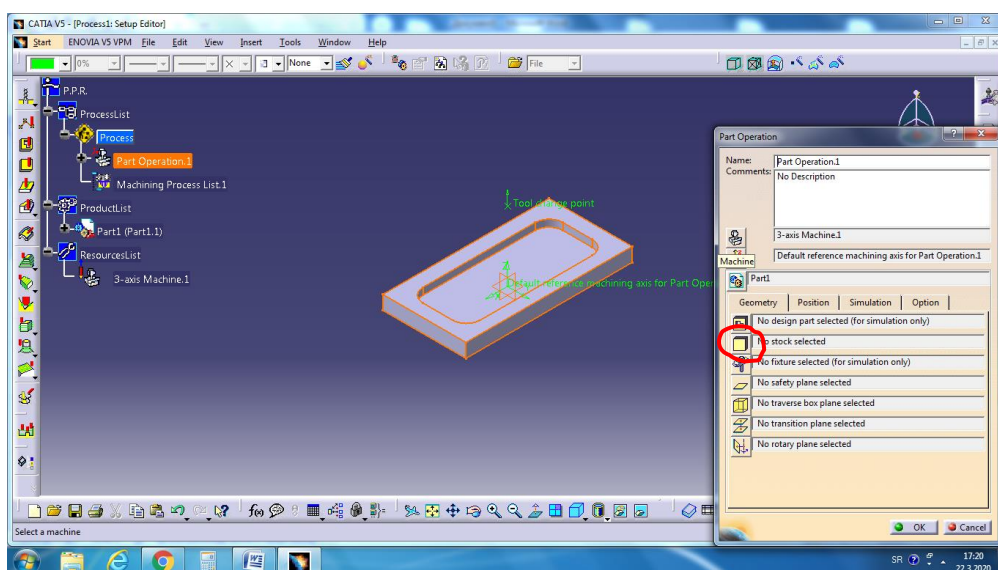 CATIA V5 - [Process1: Setup Editor]
Start ENOVIA V5 VPM File Edit View Insert Tools Window Help
0% None File
P.P.R.
ProcessList
Process
Part Operation.1
Machining Process List.1
ProductList
Part1 (Part1.1)
ResourcesList
3-axis Machine.1
Tool change point
Default reference machining axis for Part Oper
Part Operation
Name: Part Operation.1
Comments: No Description
3-axis Machine.1
Default reference machining axis for Part Operation.1
Machine
Part1
Geometry Position Simulation Option
No design part selected (for simulation only)
No stock selected
No fixture selected (for simulation only)
No safety plane selected
No traverse box plane selected
No transition plane selected
No rotary plane selected
OK Cancel
f(x)
Select a machine
SR 17:20
22.3.2020